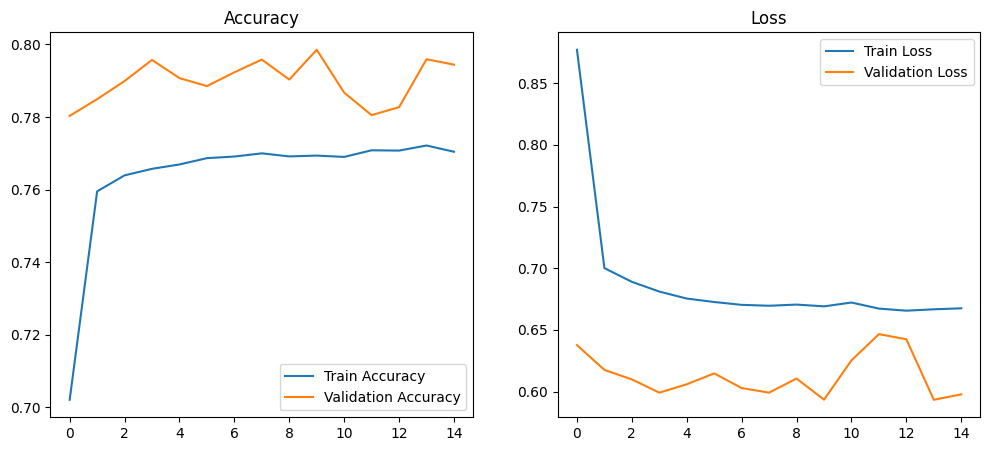 Accuracy
0.80
0.78
0.76
0.74
0.72
0.70
0 2 4 6 8 10 12 14
Train Accuracy
Validation Accuracy
Loss
0.85
0.80
0.75
0.70
0.65
0.60
0 2 4 6 8 10 12 14
Train Loss
Validation Loss